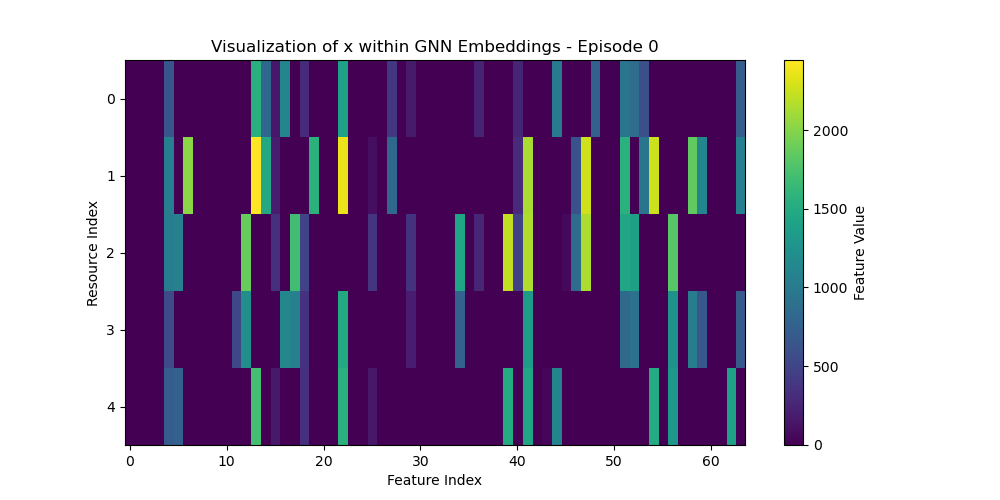 Visualization of x within GNN Embeddings - Episode 0
Resource Index
0
1
2
3
4
0 10 20 30 40 50 60
Feature Index
2000
1500
1000
500
0
Feature Value